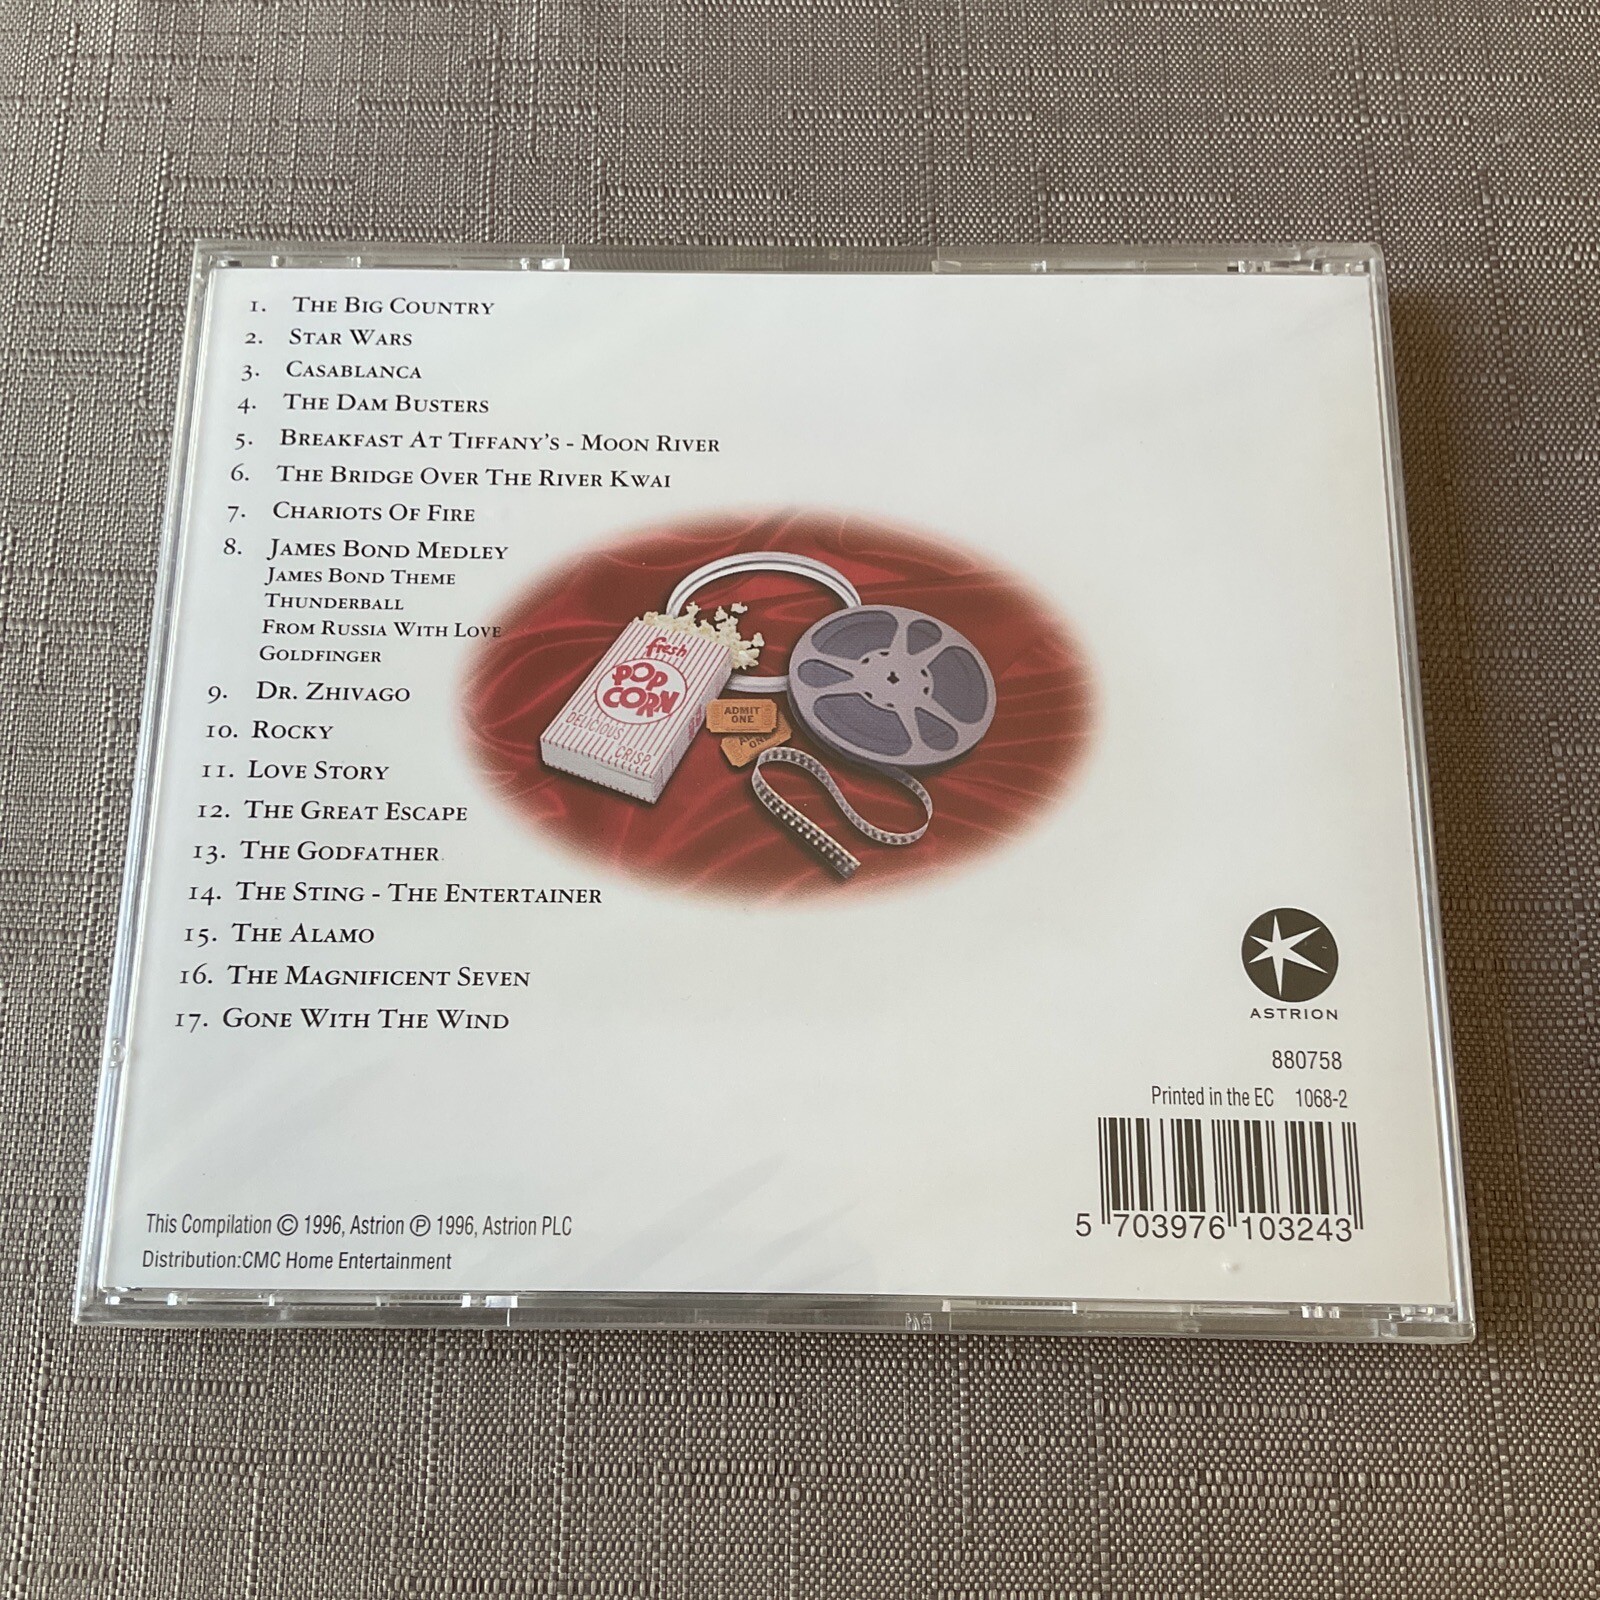 1. The Big Country
2. Star Wars
3. Casablanca
4. The Dam Busters
5. Breakfast At Tiffany's - Moon River
6. The Bridge Over The River Kwai
7. Chariots Of Fire
8. James Bond Medley
James Bond Theme
Thunderball
From Russia With Love
Goldfinger
9. Dr. Zhivago
10. Rocky
11. Love Story
12. The Great Escape
13. The Godfather
14. The Sting - The Entertainer
15. The Alamo
16. The Magnificent Seven
17. Gone With The Wind
fresh
POP
CORN
DELICIOUS
CRISP
ADMIT
ONE
ONE
ASTRION
880758
Printed in the EC 1068-2
5 703976 103243
This Compilation © 1996, Astrion ℗ 1996, Astrion PLC
Distribution:CMC Home Entertainment